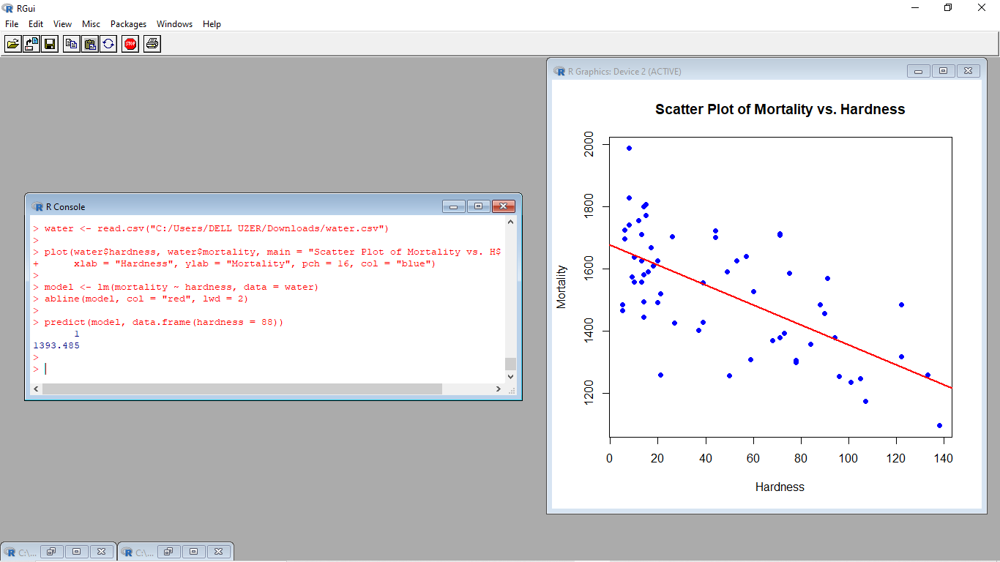 RGui
File Edit View Misc Packages Windows Help
STOP
R Console
> water <- read.csv("C:/Users/DELL UZER/Downloads/water.csv")
>
> plot(water$hardness, water$mortality, main = "Scatter Plot of Mortality vs. H$
+ xlab = "Hardness", ylab = "Mortality", pch = 16, col = "blue")
>
> model <- lm(mortality ~ hardness, data = water)
> abline(model, col = "red", lwd = 2)
>
> predict(model, data.frame(hardness = 88))
1
1393.485
>
>
R Graphics: Device 2 (ACTIVE)
Scatter Plot of Mortality vs. Hardness
2000
1800
1600
1400
1200
Mortality
0 20 40 60 80 100 120 140
Hardness
C:\... C:\...